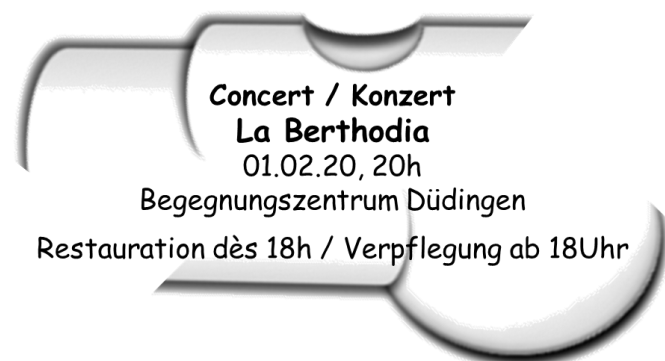 Concert / Konzert
La Berthodia
01.02.20, 20h
Begegnungszentrum Düdingen
Restauration dès 18h / Verpflegung ab 18Uhr